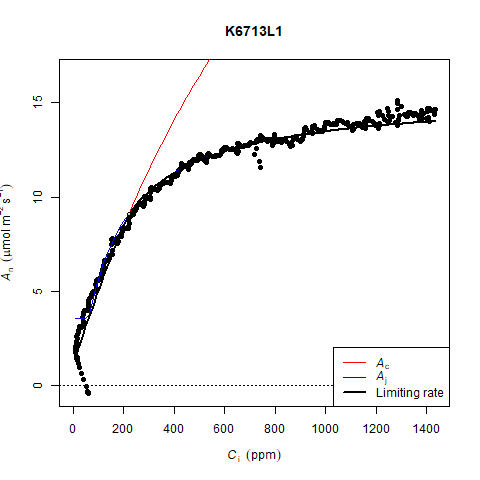 K6713L1
15
10
5
0
Aₙ (μmol m⁻² s⁻¹)
0 200 400 600 800 1000 1200 1400
Cᵢ (ppm)
A꜀
Aⱼ
Limiting rate